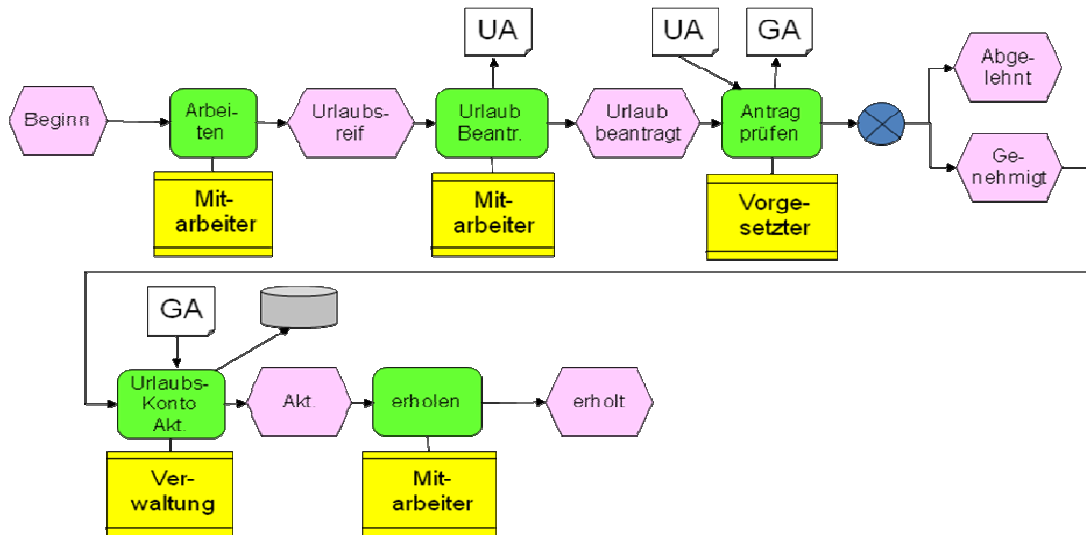 UA
UA
GA
Beginn
Arbei-
ten
Urlaubs-
reif
Urlaub
Beantr.
Urlaub
beantragt
Antrag
prüfen
Abge-
lehnt
Ge-
nehmigt
Mit-
arbeiter
Mit-
arbeiter
Vorge-
setzter
GA
Urlaubs-
Konto
Akt.
Akt.
erholen
erholt
Ver-
waltung
Mit-
arbeiter